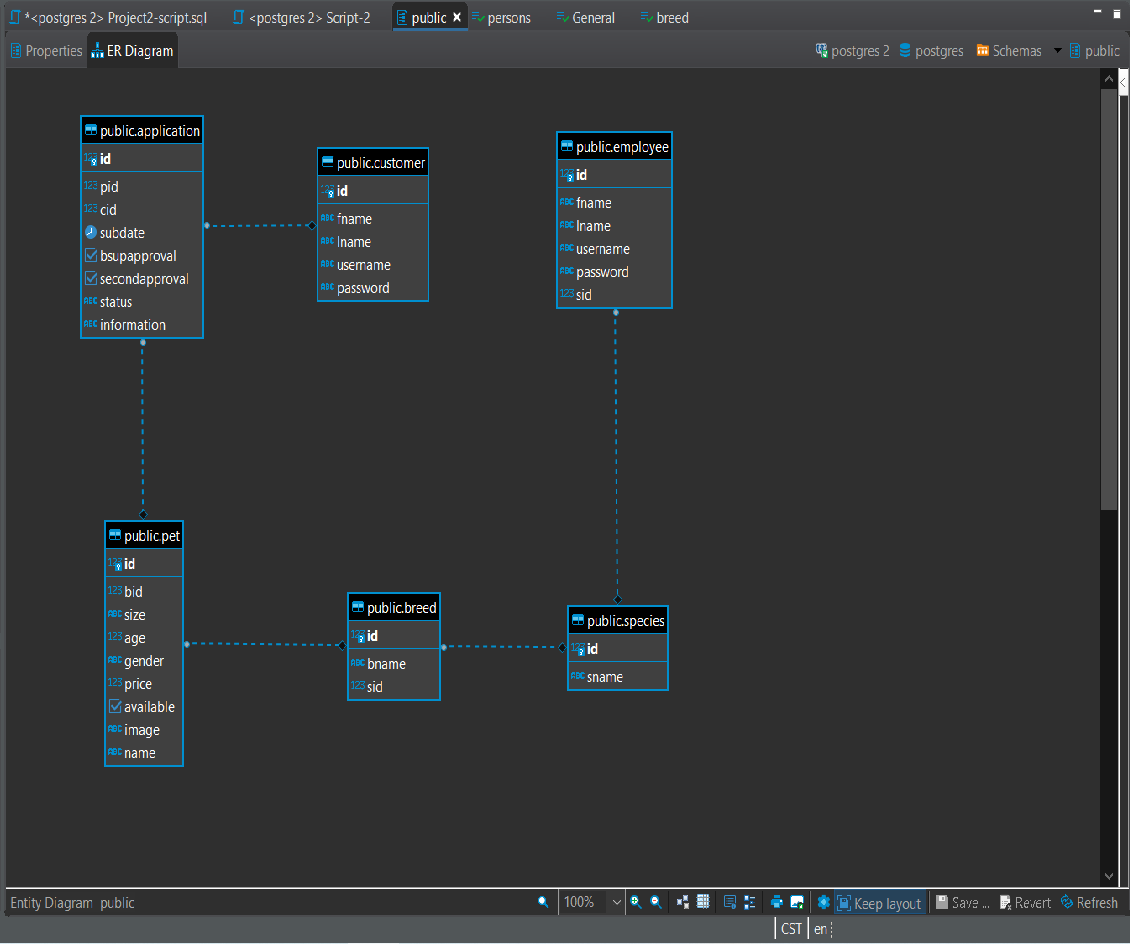 *<postgres 2> Project2-script.sql <postgres 2> Script-2 public persons General breed
Properties ER Diagram postgres 2 postgres Schemas public
public.application
id
pid
cid
subdate
bsupapproval
secondapproval
status
information
public.customer
id
fname
lname
username
password
public.employee
id
fname
lname
username
password
sid
public.pet
id
bid
size
age
gender
price
available
image
name
public.breed
id
bname
sid
public.species
id
sname
Entity Diagram public 100% Keep layout Save ... Revert Refresh
CST en